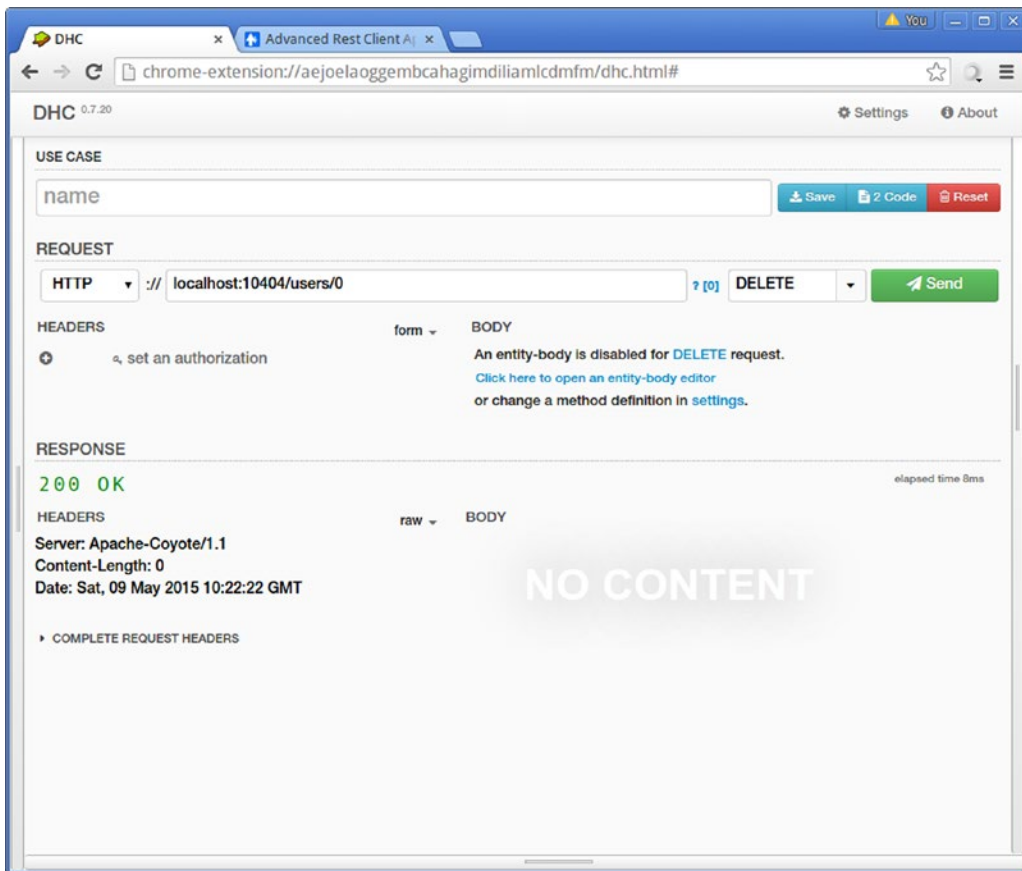 You
DHC
Advanced Rest Client Ap
chrome-extension://aejoelaoggembcahagimdiliamlcdmfm/dhc.html#
DHC 0.7.20
Settings About
USE CASE
name
Save 2 Code Reset
REQUEST
HTTP :// localhost:10404/users/0 ? [0] DELETE Send
HEADERS form BODY
set an authorization
An entity-body is disabled for DELETE request.
Click here to open an entity-body editor
or change a method definition in settings.
RESPONSE
200 OK
elapsed time 8ms
HEADERS raw BODY
Server: Apache-Coyote/1.1
Content-Length: 0
Date: Sat, 09 May 2015 10:22:22 GMT
NO CONTENT
COMPLETE REQUEST HEADERS